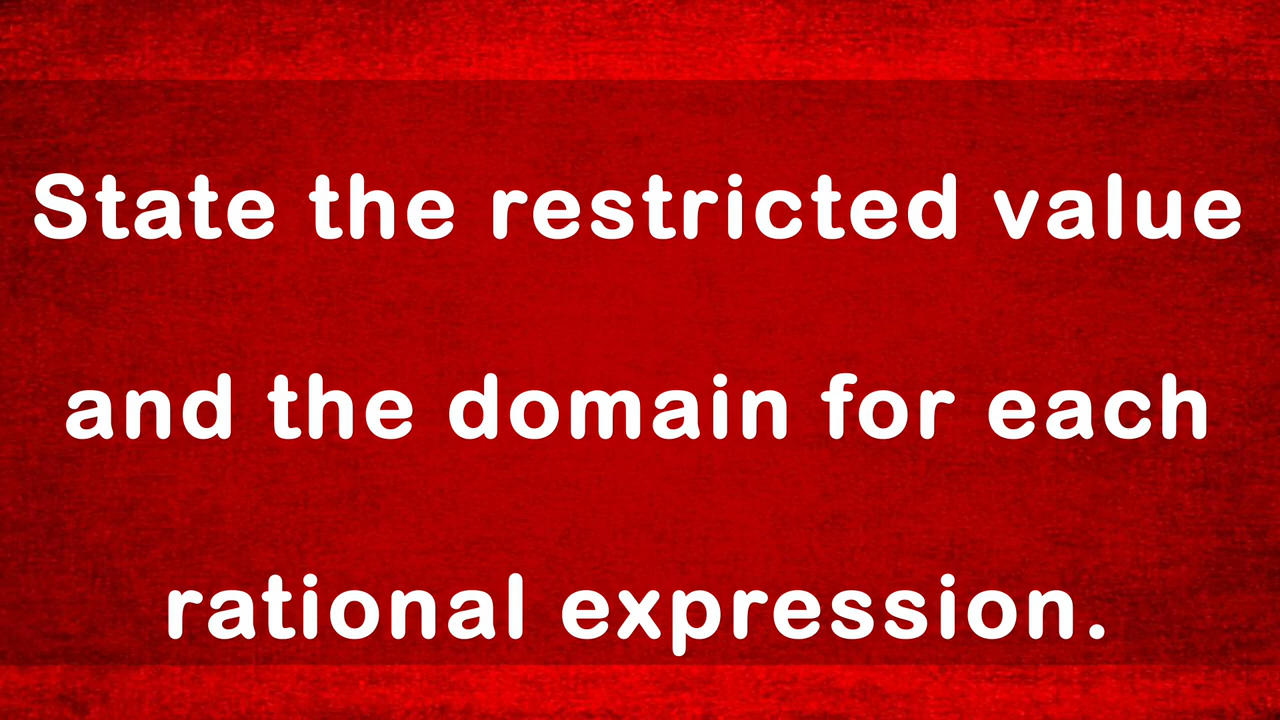 State the restricted value
and the domain for each
rational expression.